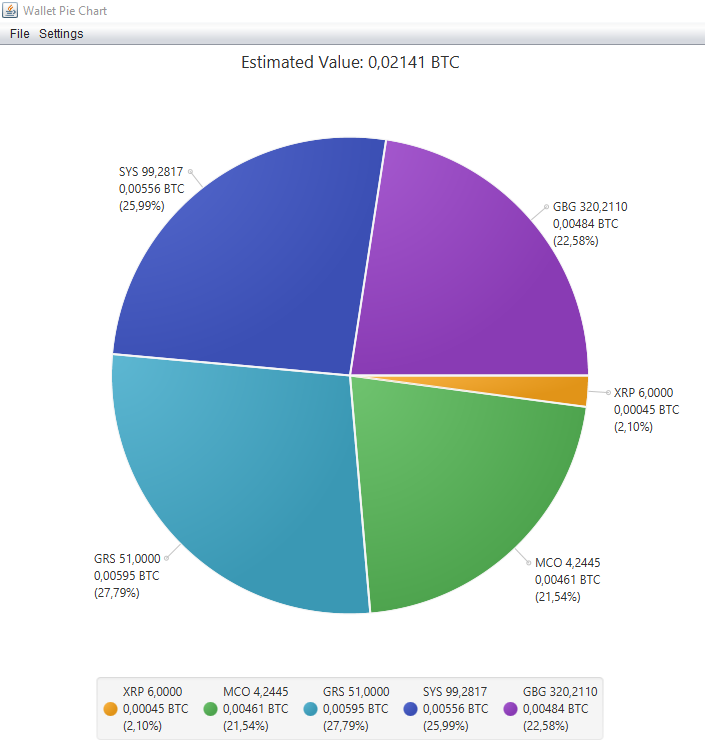 Wallet Pie Chart
File Settings
Estimated Value: 0,02141 BTC
SYS 99,2817
0,00556 BTC
(25,99%)
GBG 320,2110
0,00484 BTC
(22,58%)
XRP 6,0000
0,00045 BTC
(2,10%)
GRS 51,0000
0,00595 BTC
(27,79%)
MCO 4,2445
0,00461 BTC
(21,54%)
XRP 6,0000
0,00045 BTC
(2,10%)
MCO 4,2445
0,00461 BTC
(21,54%)
GRS 51,0000
0,00595 BTC
(27,79%)
SYS 99,2817
0,00556 BTC
(25,99%)
GBG 320,2110
0,00484 BTC
(22,58%)